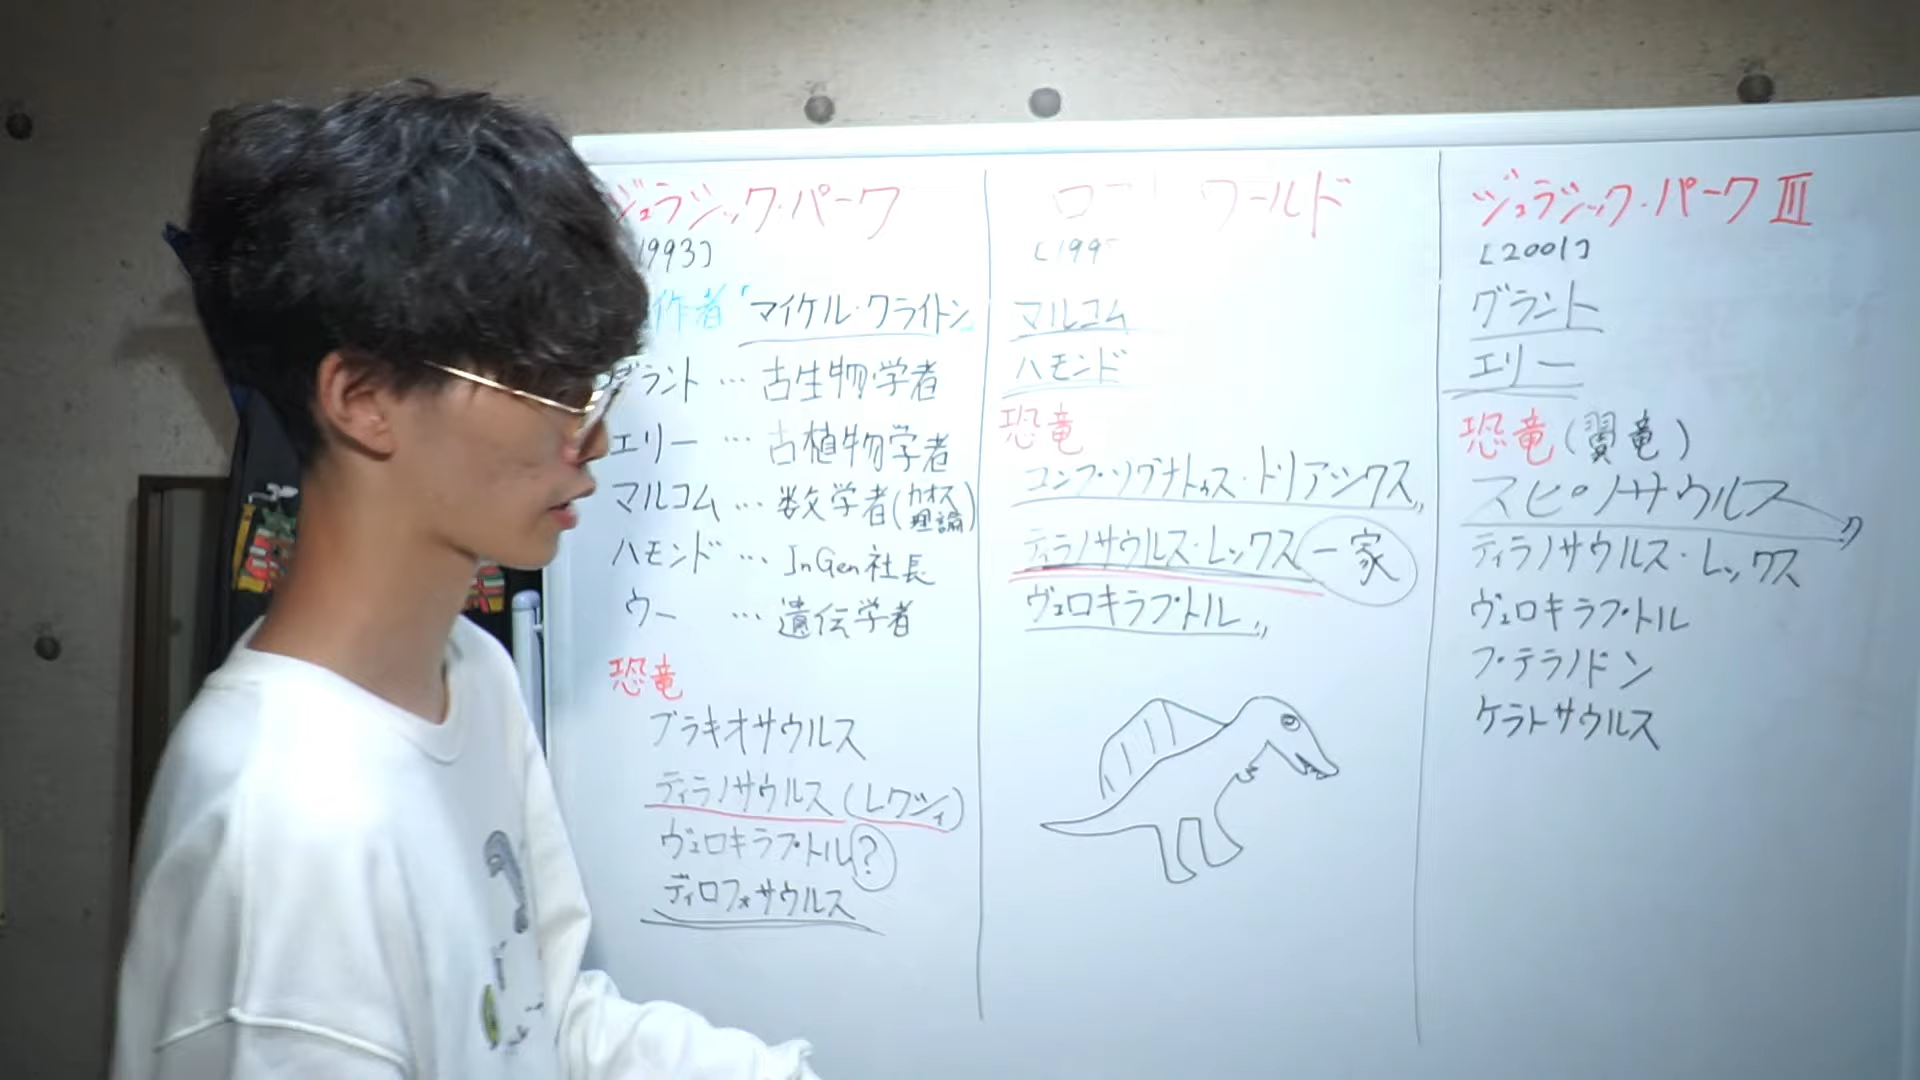 ジュラシック・パーク
1993]
作者「マイケル・クライトン
グラント … 古生物学者
エリー … 古植物学者
マルコム … 数学者(カオス理論)
ハモンド … InGen社長
ウー … 遺伝学者
恐竜
ブラキオサウルス
ティラノサウルス(レクシィ)
ヴェロキラプトル?
ディロフォサウルス
ワールド
[199
マルコム
ハモンド
恐竜
コンプソグナトゥス・トリアシクス
ティラノサウルス・レックス一家
ヴェロキラプトル
ジュラシック・パークⅢ
[2001]
グラント
エリー
恐竜(翼竜)
スピノサウルス
ティラノサウルス・レックス
ヴェロキラプトル
プテラノドン
ケラトサウルス